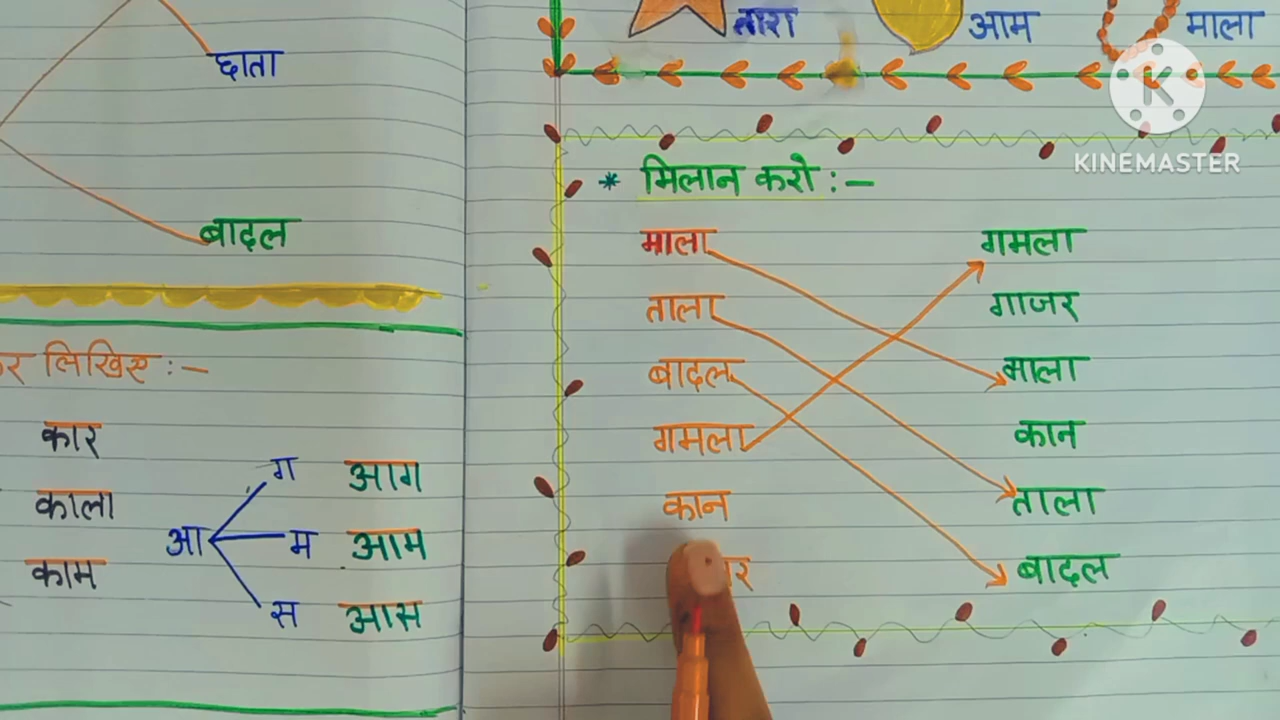 छाता
बादल
र लिखिए :-
कार
काला
काम
आ
ग आग
म आम
स आस
तारा आम माला
KINEMASTER
* मिलान करो :-
माला गमला
ताला गाजर
बादल माला
गमला कान
कान ताला
र बादल